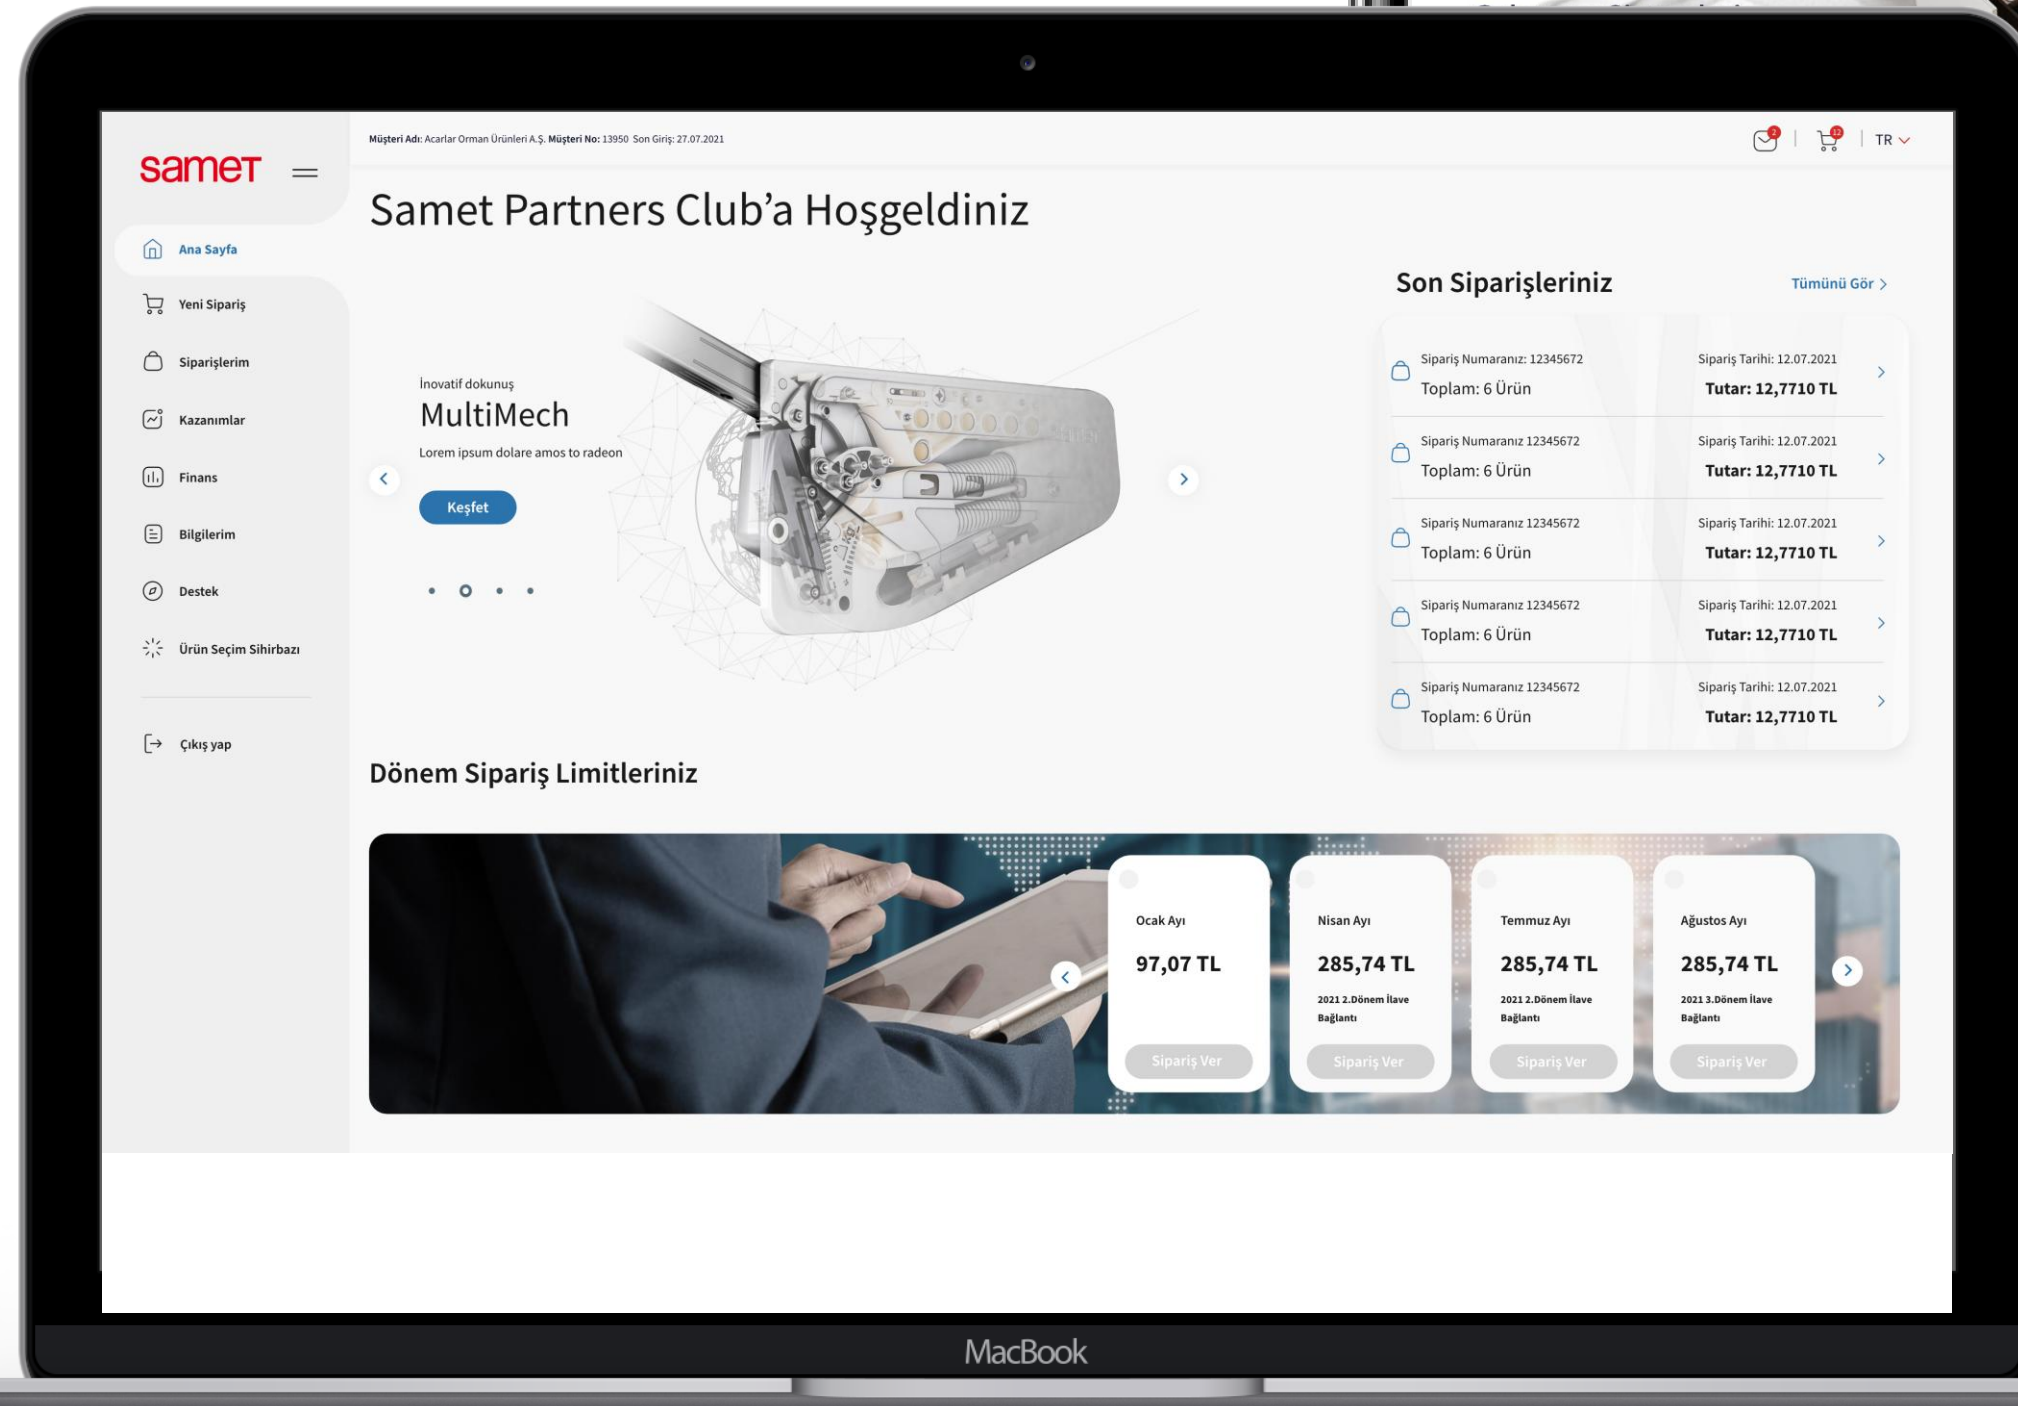 samet
Müşteri Adı: Acarlar Orman Ürünleri A.Ş. Müşteri No: 13950 Son Giriş: 27.07.2021
2
12
TR
Samet Partners Club’a Hoşgeldiniz
Ana Sayfa
Yeni Sipariş
Siparişlerim
Kazanımlar
Finans
Bilgilerim
Destek
Ürün Seçim Sihirbazı
Çıkış yap
İnovatif dokunuş
MultiMech
Lorem ipsum dolare amos to radeon
Keşfet
Son Siparişleriniz
Tümünü Gör
Sipariş Numaranız: 12345672
Sipariş Tarihi: 12.07.2021
Toplam: 6 Ürün
Tutar: 12,7710 TL
Sipariş Numaranız 12345672
Sipariş Tarihi: 12.07.2021
Toplam: 6 Ürün
Tutar: 12,7710 TL
Sipariş Numaranız 12345672
Sipariş Tarihi: 12.07.2021
Toplam: 6 Ürün
Tutar: 12,7710 TL
Sipariş Numaranız 12345672
Sipariş Tarihi: 12.07.2021
Toplam: 6 Ürün
Tutar: 12,7710 TL
Sipariş Numaranız 12345672
Sipariş Tarihi: 12.07.2021
Toplam: 6 Ürün
Tutar: 12,7710 TL
Dönem Sipariş Limitleriniz
Ocak Ayı
97,07 TL
Sipariş Ver
Nisan Ayı
285,74 TL
2021 2.Dönem İlave
Bağlantı
Sipariş Ver
Temmuz Ayı
285,74 TL
2021 2.Dönem İlave
Bağlantı
Sipariş Ver
Ağustos Ayı
285,74 TL
2021 3.Dönem İlave
Bağlantı
Sipariş Ver
MacBook